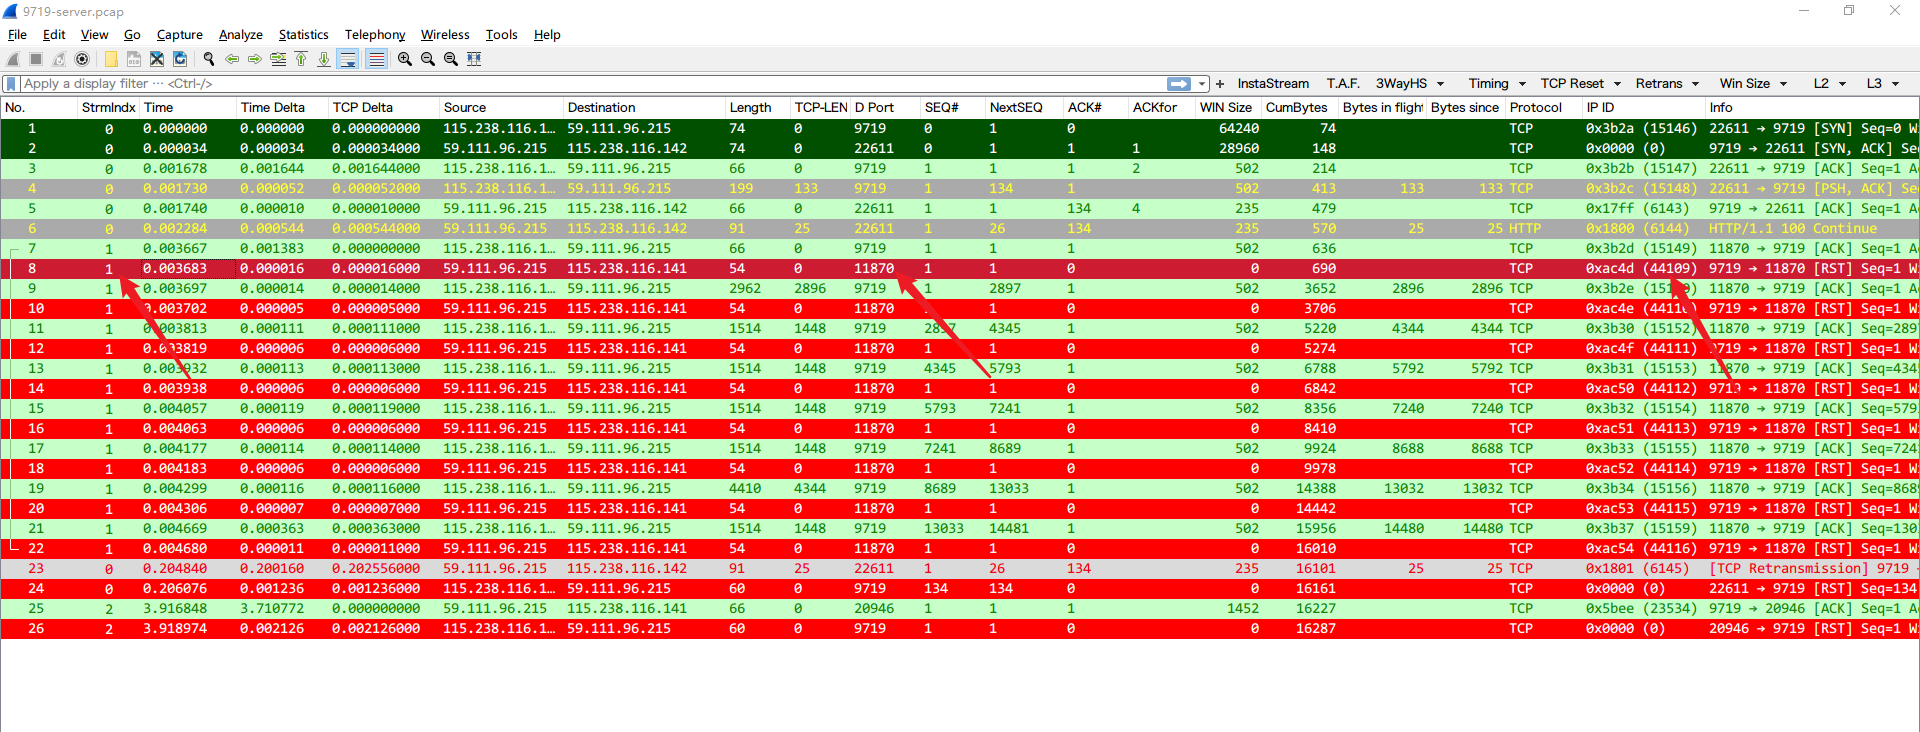 9719-server.pcap
File Edit View Go Capture Analyze Statistics Telephony Wireless Tools Help
Apply a display filter ··· <Ctrl-/> + InstaStream T.A.F. 3WayHS Timing TCP Reset Retrans Win Size L2 L3
No. StrmIndx Time Time Delta TCP Delta Source Destination Length TCP-LEN D Port SEQ# NextSEQ ACK# ACKfor WIN Size CumBytes Bytes in flight Bytes since Protocol IP ID Info
1 0 0.000000 0.000000 0.000000000 115.238.116.1… 59.111.96.215 74 0 9719 0 1 0 64240 74 TCP 0x3b2a (15146) 22611 → 9719 [SYN] Seq=0 W
2 0 0.000034 0.000034 0.000034000 59.111.96.215 115.238.116.142 74 0 22611 0 1 1 1 28960 148 TCP 0x0000 (0) 9719 → 22611 [SYN, ACK] Se
3 0 0.001678 0.001644 0.001644000 115.238.116.1… 59.111.96.215 66 0 9719 1 1 1 2 502 214 TCP 0x3b2b (15147) 22611 → 9719 [ACK] Seq=1 A
4 0 0.001730 0.000052 0.000052000 115.238.116.1… 59.111.96.215 199 133 9719 1 134 1 502 413 133 133 TCP 0x3b2c (15148) 22611 → 9719 [PSH, ACK] Se
5 0 0.001740 0.000010 0.000010000 59.111.96.215 115.238.116.142 66 0 22611 1 1 134 4 235 479 TCP 0x17ff (6143) 9719 → 22611 [ACK] Seq=1 A
6 0 0.002284 0.000544 0.000544000 59.111.96.215 115.238.116.142 91 25 22611 1 26 134 235 570 25 25 HTTP 0x1800 (6144) HTTP/1.1 100 Continue
7 1 0.003667 0.001383 0.000000000 115.238.116.1… 59.111.96.215 66 0 9719 1 1 1 502 636 TCP 0x3b2d (15149) 11870 → 9719 [ACK] Seq=1 A
8 1 0.003683 0.000016 0.000016000 59.111.96.215 115.238.116.141 54 0 11870 1 1 0 0 690 TCP 0xac4d (44109) 9719 → 11870 [RST] Seq=1 W
9 1 0.003697 0.000014 0.000014000 115.238.116.1… 59.111.96.215 2962 2896 9719 1 2897 1 502 3652 2896 2896 TCP 0x3b2e 11870 → 9719 [ACK] Seq=1 A
10 1 0.003702 0.000005 0.000005000 59.111.96.215 115.238.116.141 54 0 11870 1 1 0 0 3706 TCP 0xac4e 9719 → 11870 [RST] Seq=1 W
11 1 0.003813 0.000111 0.000111000 115.238.116.1… 59.111.96.215 1514 1448 9719 2897 4345 1 502 5220 4344 4344 TCP 0x3b30 (15152) 11870 → 9719 [ACK] Seq=289
12 1 0.003819 0.000006 0.000006000 59.111.96.215 115.238.116.141 54 0 11870 1 1 0 0 5274 TCP 0xac4f (44111) 9719 → 11870 [RST] Seq=1 W
13 1 0.003932 0.000113 0.000113000 115.238.116.1… 59.111.96.215 1514 1448 9719 4345 5793 1 502 6788 5792 5792 TCP 0x3b31 (15153) 11870 → 9719 [ACK] Seq=434
14 1 0.003938 0.000006 0.000006000 59.111.96.215 115.238.116.141 54 0 11870 1 1 0 0 6842 TCP 0xac50 (44112) 9719 → 11870 [RST] Seq=1 W
15 1 0.004057 0.000119 0.000119000 115.238.116.1… 59.111.96.215 1514 1448 9719 5793 7241 1 502 8356 7240 7240 TCP 0x3b32 (15154) 11870 → 9719 [ACK] Seq=579
16 1 0.004063 0.000006 0.000006000 59.111.96.215 115.238.116.141 54 0 11870 1 1 0 0 8410 TCP 0xac51 (44113) 9719 → 11870 [RST] Seq=1 W
17 1 0.004177 0.000114 0.000114000 115.238.116.1… 59.111.96.215 1514 1448 9719 7241 8689 1 502 9924 8688 8688 TCP 0x3b33 (15155) 11870 → 9719 [ACK] Seq=724
18 1 0.004183 0.000006 0.000006000 59.111.96.215 115.238.116.141 54 0 11870 1 1 0 0 9978 TCP 0xac52 (44114) 9719 → 11870 [RST] Seq=1 W
19 1 0.004299 0.000116 0.000116000 115.238.116.1… 59.111.96.215 4410 4344 9719 8689 13033 1 502 14388 13032 13032 TCP 0x3b34 (15156) 11870 → 9719 [ACK] Seq=868
20 1 0.004306 0.000007 0.000007000 59.111.96.215 115.238.116.141 54 0 11870 1 1 0 0 14442 TCP 0xac53 (44115) 9719 → 11870 [RST] Seq=1 W
21 1 0.004669 0.000363 0.000363000 115.238.116.1… 59.111.96.215 1514 1448 9719 13033 14481 1 502 15956 14480 14480 TCP 0x3b37 (15159) 11870 → 9719 [ACK] Seq=130
22 1 0.004680 0.000011 0.000011000 59.111.96.215 115.238.116.141 54 0 11870 1 1 0 0 16010 TCP 0xac54 (44116) 9719 → 11870 [RST] Seq=1 W
23 0 0.204840 0.200160 0.202556000 59.111.96.215 115.238.116.142 91 25 22611 1 26 134 235 16101 25 25 TCP 0x1801 (6145) [TCP Retransmission] 9719
24 0 0.206076 0.001236 0.001236000 115.238.116.1… 59.111.96.215 60 0 9719 134 134 0 0 16161 TCP 0x0000 (0) 22611 → 9719 [RST] Seq=134
25 2 3.916848 3.710772 0.000000000 59.111.96.215 115.238.116.141 66 0 20946 1 1 1 1452 16227 TCP 0x5bee (23534) 9719 → 20946 [ACK] Seq=1 A
26 2 3.918974 0.002126 0.002126000 115.238.116.1… 59.111.96.215 60 0 9719 1 1 0 0 16287 TCP 0x0000 (0) 20946 → 9719 [RST] Seq=1 W